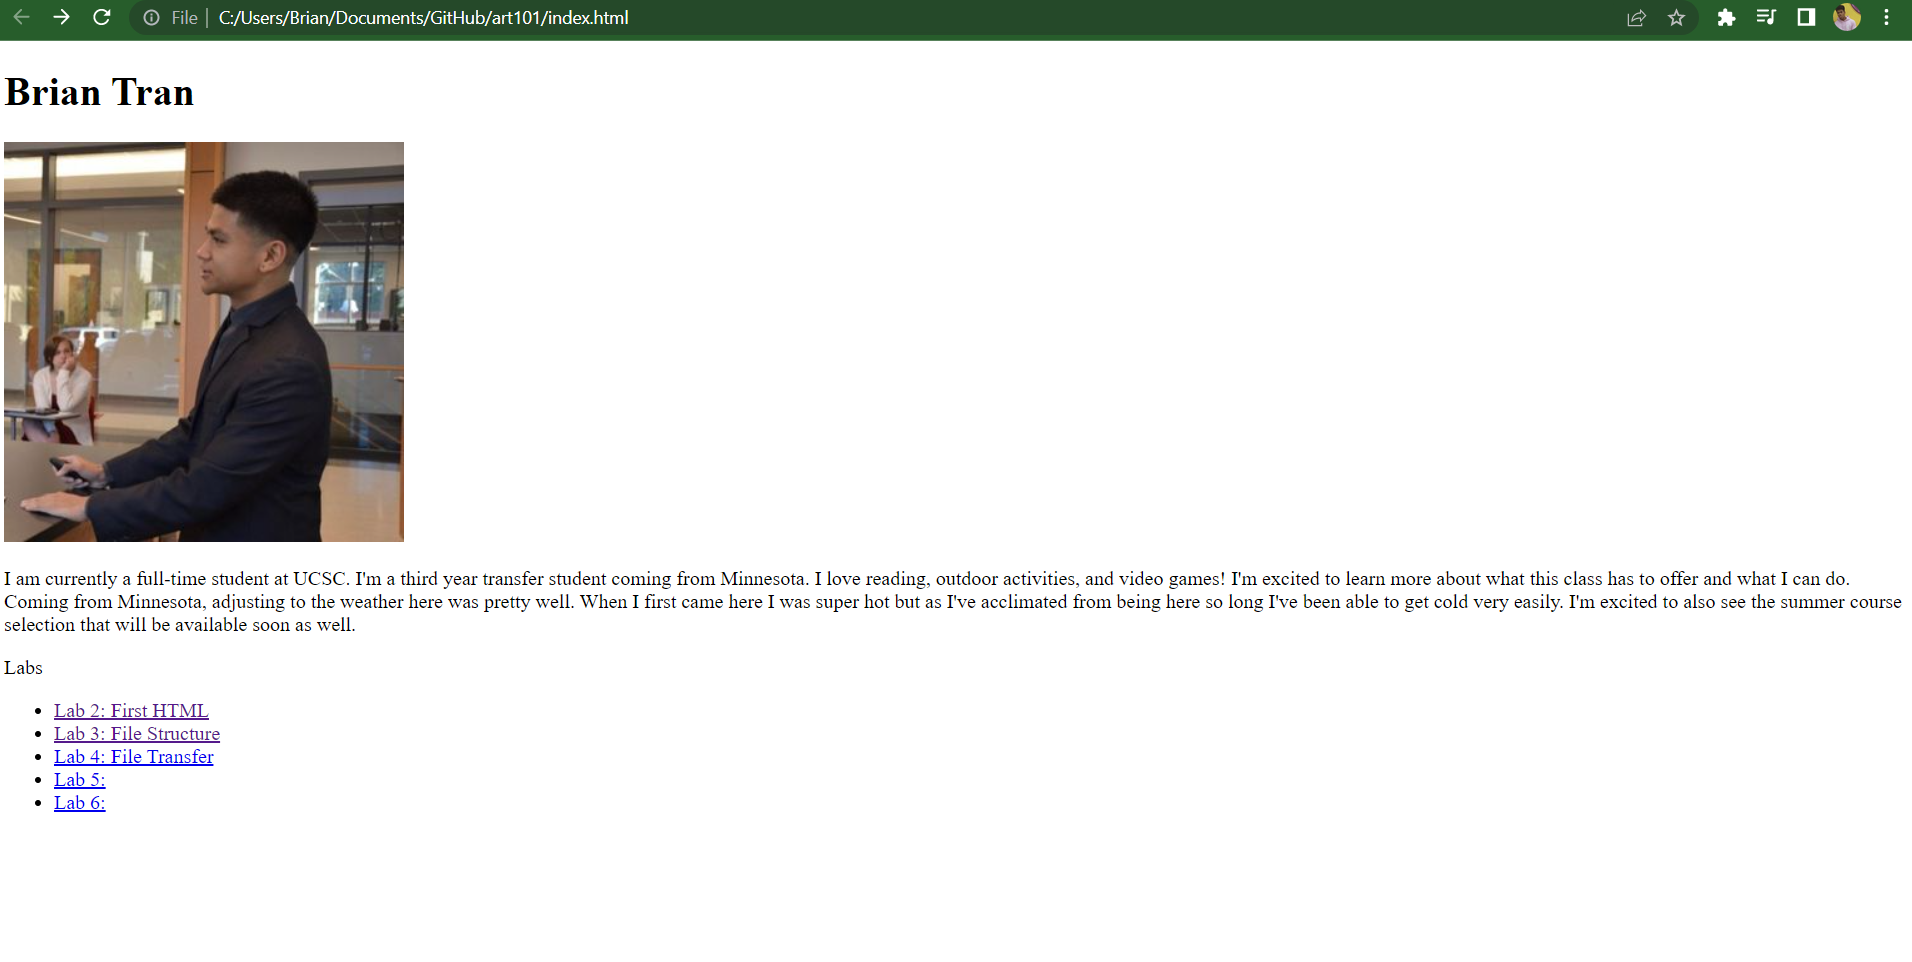 File | C:/Users/Brian/Documents/GitHub/art101/index.html
Brian Tran
I am currently a full-time student at UCSC. I'm a third year transfer student coming from Minnesota. I love reading, outdoor activities, and video games! I'm excited to learn more about what this class has to offer and what I can do.
Coming from Minnesota, adjusting to the weather here was pretty well. When I first came here I was super hot but as I've acclimated from being here so long I've been able to get cold very easily. I'm excited to also see the summer course
selection that will be available soon as well.
Labs
Lab 2: First HTML
Lab 3: File Structure
Lab 4: File Transfer
Lab 5:
Lab 6: